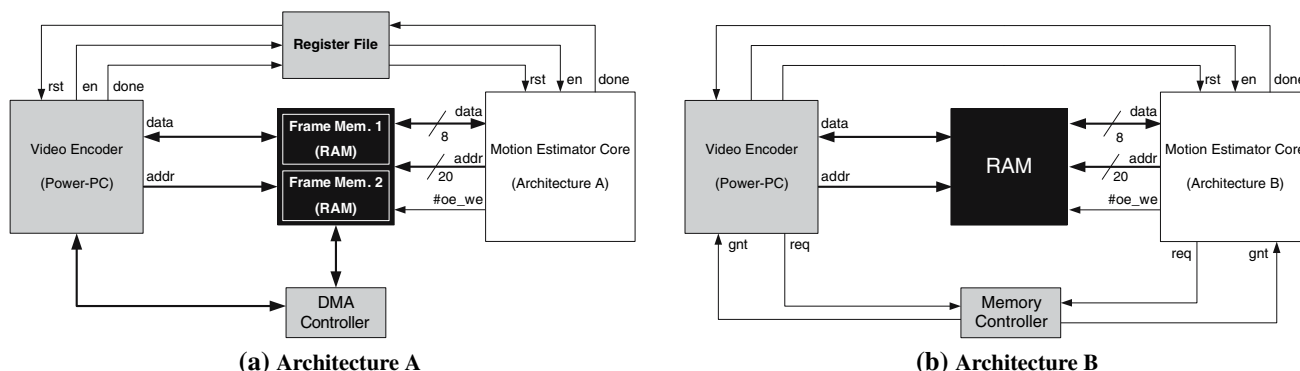 Register File
rst
en
done
rst
en
done
Video Encoder
(Power-PC)
data
addr
Frame Mem. 1
(RAM)
Frame Mem. 2
(RAM)
data
8
addr
20
#oe_we
Motion Estimator Core
(Architecture A)
DMA
Controller
(a) Architecture A
rst
en
done
Video Encoder
(Power-PC)
data
addr
RAM
data
8
addr
20
#oe_we
Motion Estimator Core
(Architecture B)
gnt
req
req
gnt
Memory
Controller
(b) Architecture B